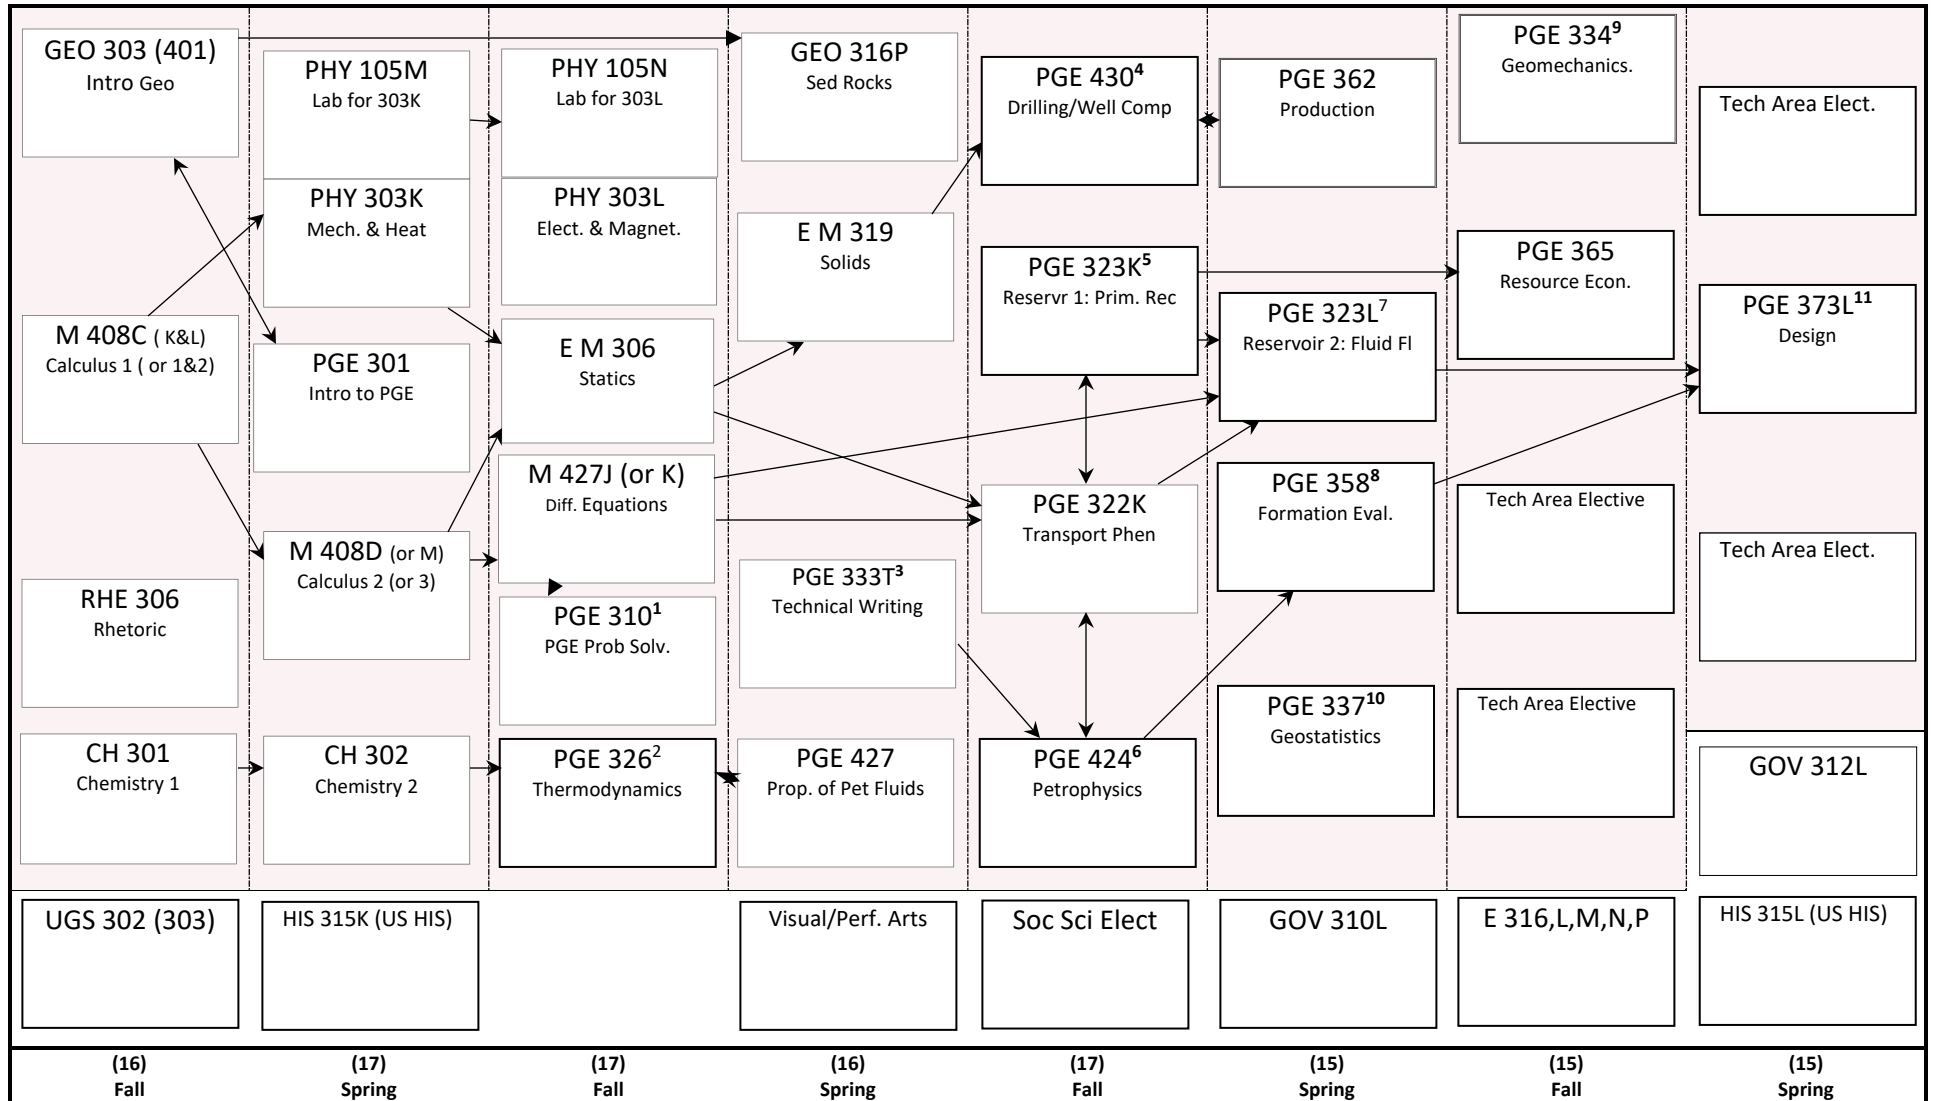 GEO 303 (401)
Intro Geo
M 408C ( K&L)
Calculus 1 ( or 1&2)
RHE 306
Rhetoric
CH 301
Chemistry 1
UGS 302 (303)
(16)
Fall
PHY 105M
Lab for 303K
PHY 303K
Mech. & Heat
PGE 301
Intro to PGE
M 408D (or M)
Calculus 2 (or 3)
CH 302
Chemistry 2
HIS 315K (US HIS)
(17)
Spring
PHY 105N
Lab for 303L
PHY 303L
Elect. & Magnet.
E M 306
Statics
M 427J (or K)
Diff. Equations
PGE 310¹
PGE Prob Solv.
PGE 326²
Thermodynamics
(17)
Fall
GEO 316P
Sed Rocks
E M 319
Solids
PGE 333T³
Technical Writing
PGE 427
Prop. of Pet Fluids
Visual/Perf. Arts
(16)
Spring
PGE 430⁴
Drilling/Well Comp
PGE 323K⁵
Reservr 1: Prim. Rec
PGE 322K
Transport Phen
PGE 424⁶
Petrophysics
Soc Sci Elect
(17)
Fall
PGE 362
Production
PGE 323L⁷
Reservoir 2: Fluid Fl
PGE 358⁸
Formation Eval.
PGE 337¹⁰
Geostatistics
GOV 310L
(15)
Spring
PGE 334⁹
Geomechanics.
PGE 365
Resource Econ.
Tech Area Elective
Tech Area Elective
E 316,L,M,N,P
(15)
Fall
Tech Area Elect.
PGE 373L¹¹
Design
Tech Area Elect.
GOV 312L
HIS 315L (US HIS)
(15)
Spring